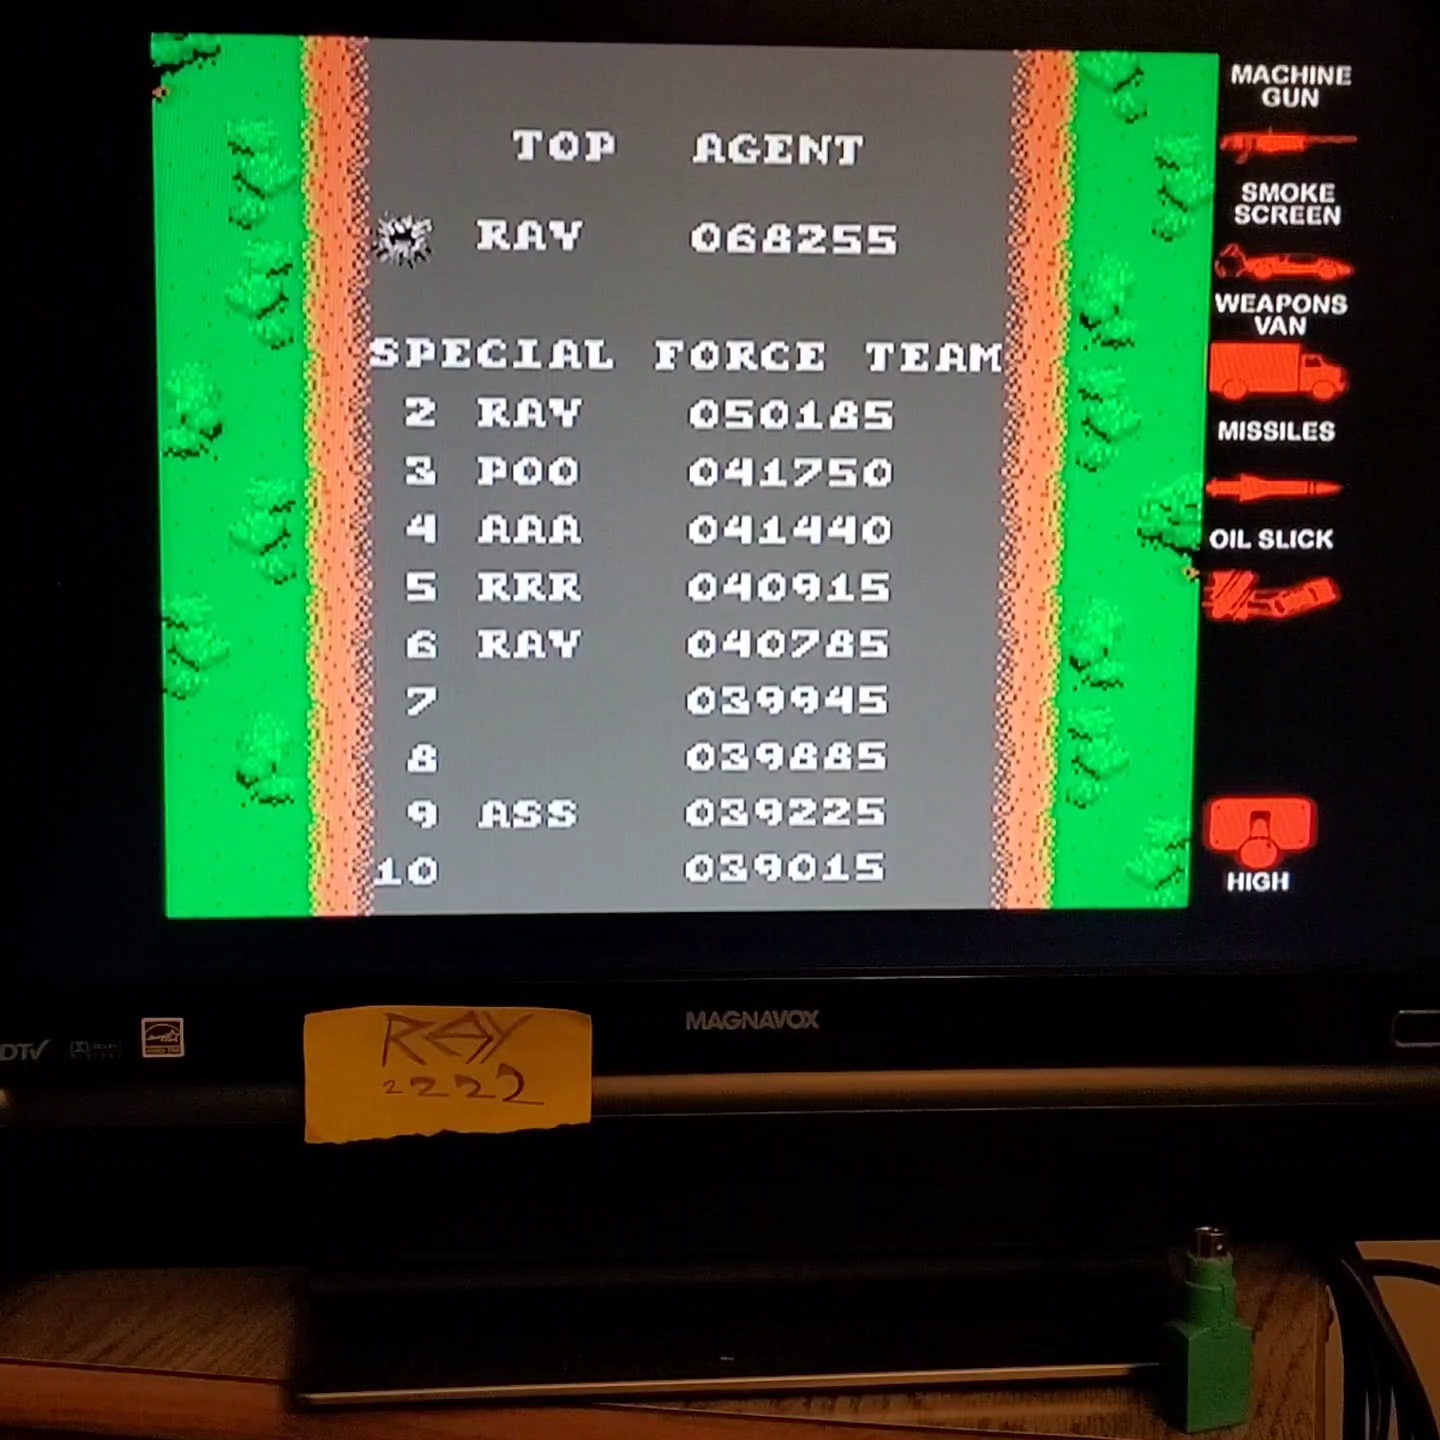 TOP AGENT
RAY 068255
SPECIAL FORCE TEAM
2 RAY 050185
3 POO 041750
4 AAA 041440
5 RRR 040915
6 RAY 040785
7 039945
8 039885
9 ASS 039225
10 039015
MACHINE
GUN
SMOKE
SCREEN
WEAPONS
VAN
MISSILES
OIL SLICK
HIGH
DTV
MAGNAVOX
RAY
2222